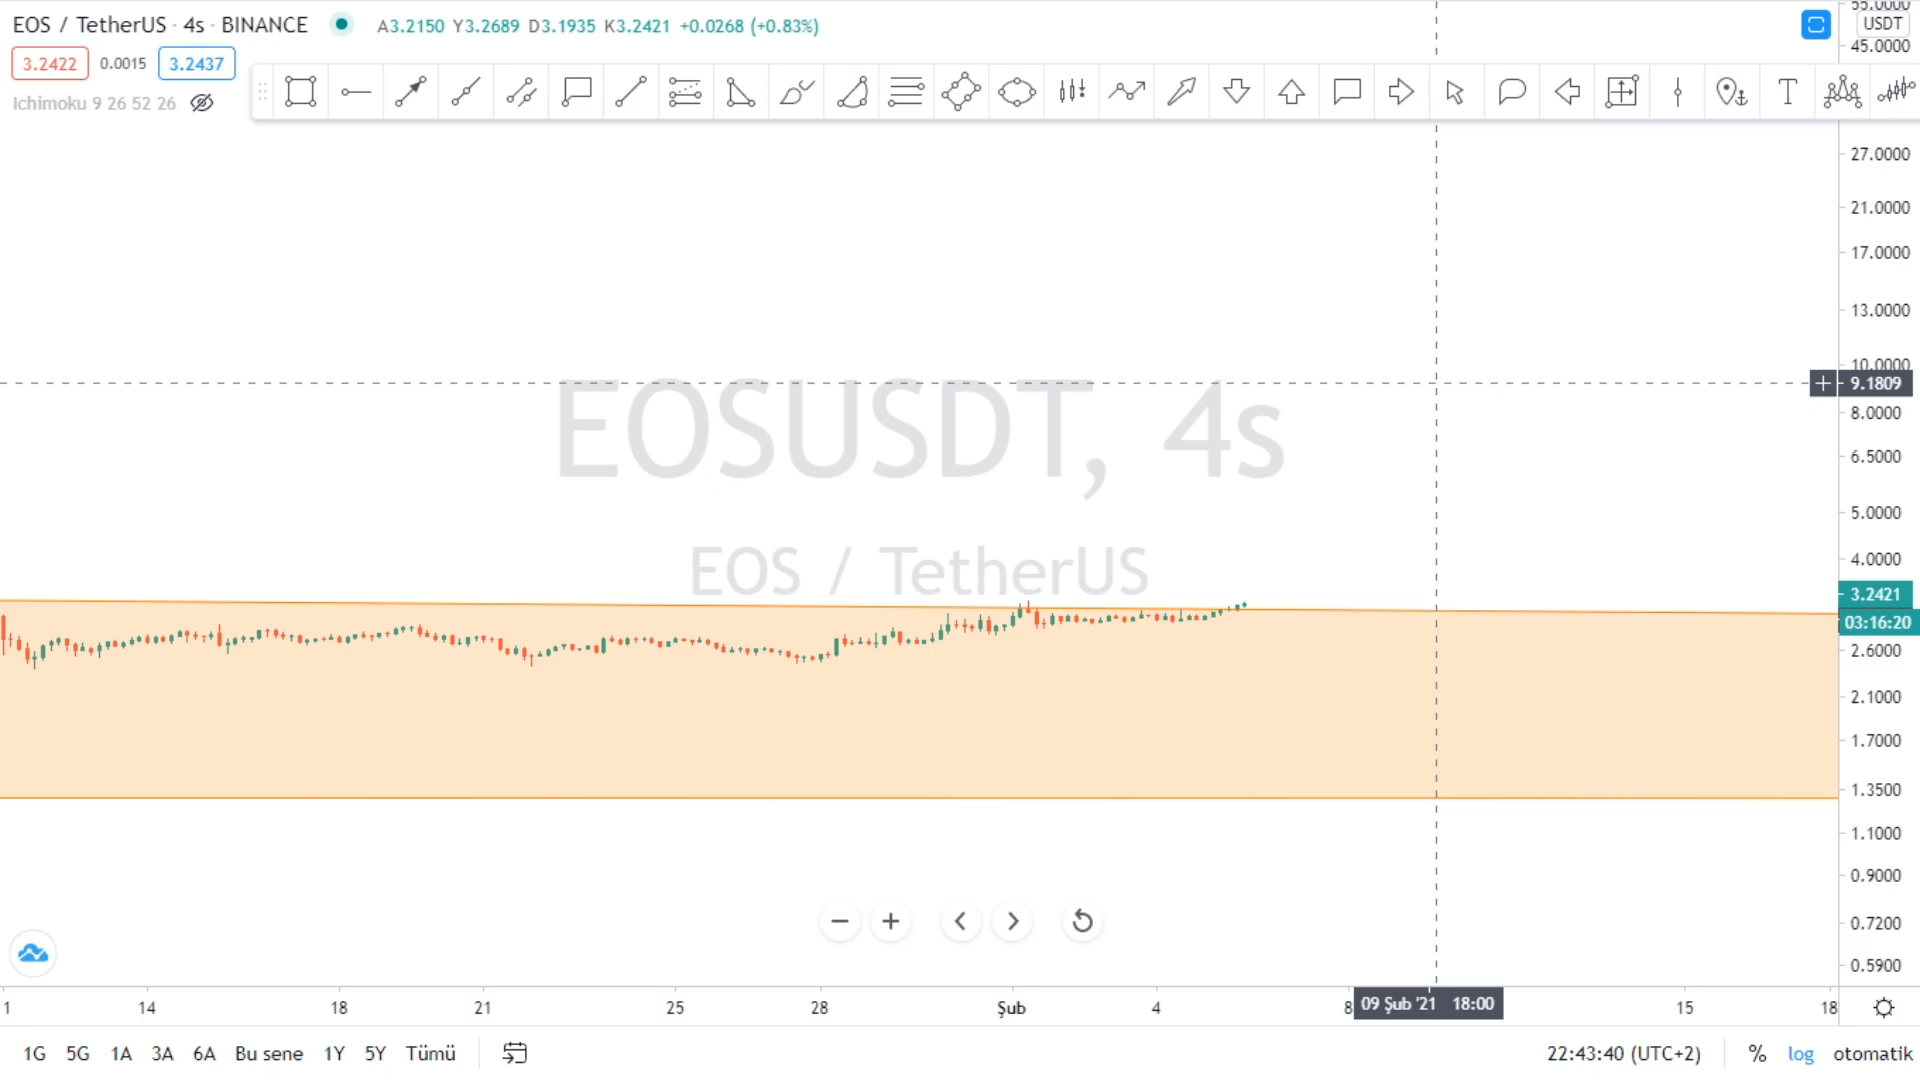 EOS / TetherUS · 4s · BINANCE A3.2150 Y3.2689 D3.1935 K3.2421 +0.0268 (+0.83%)
3.2422 0.0015 3.2437
Ichimoku 9 26 52 26
T
55.0000
USDT
45.0000
27.0000
21.0000
17.0000
13.0000
10.0000
9.1809
8.0000
6.5000
5.0000
4.0000
3.2421
03:16:20
2.6000
2.1000
1.7000
1.3500
1.1000
0.9000
0.7200
0.5900
EOSUSDT, 4s
EOS / TetherUS
1 14 18 21 25 28 Şub 4 8 09 Şub '21 18:00 15 18
1G 5G 1A 3A 6A Bu sene 1Y 5Y Tümü 22:43:40 (UTC+2) % log otomatik